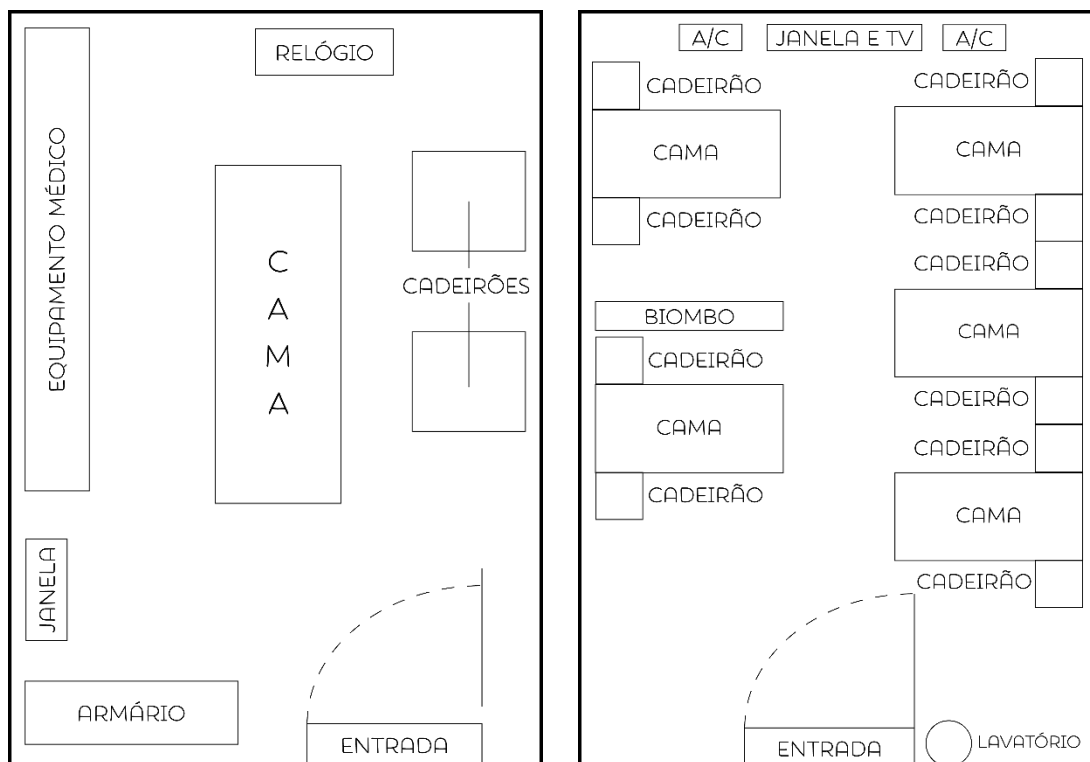 RELÓGIO
EQUIPAMENTO MÉDICO
CAMA
CADEIRÕES
JANELA
ARMÁRIO
ENTRADA
A/C
JANELA E TV
A/C
CADEIRÃO
CAMA
CADEIRÃO
BIOMBO
CADEIRÃO
CAMA
CADEIRÃO
CADEIRÃO
CAMA
CADEIRÃO
CADEIRÃO
CAMA
CADEIRÃO
CADEIRÃO
CAMA
CADEIRÃO
ENTRADA
LAVATÓRIO